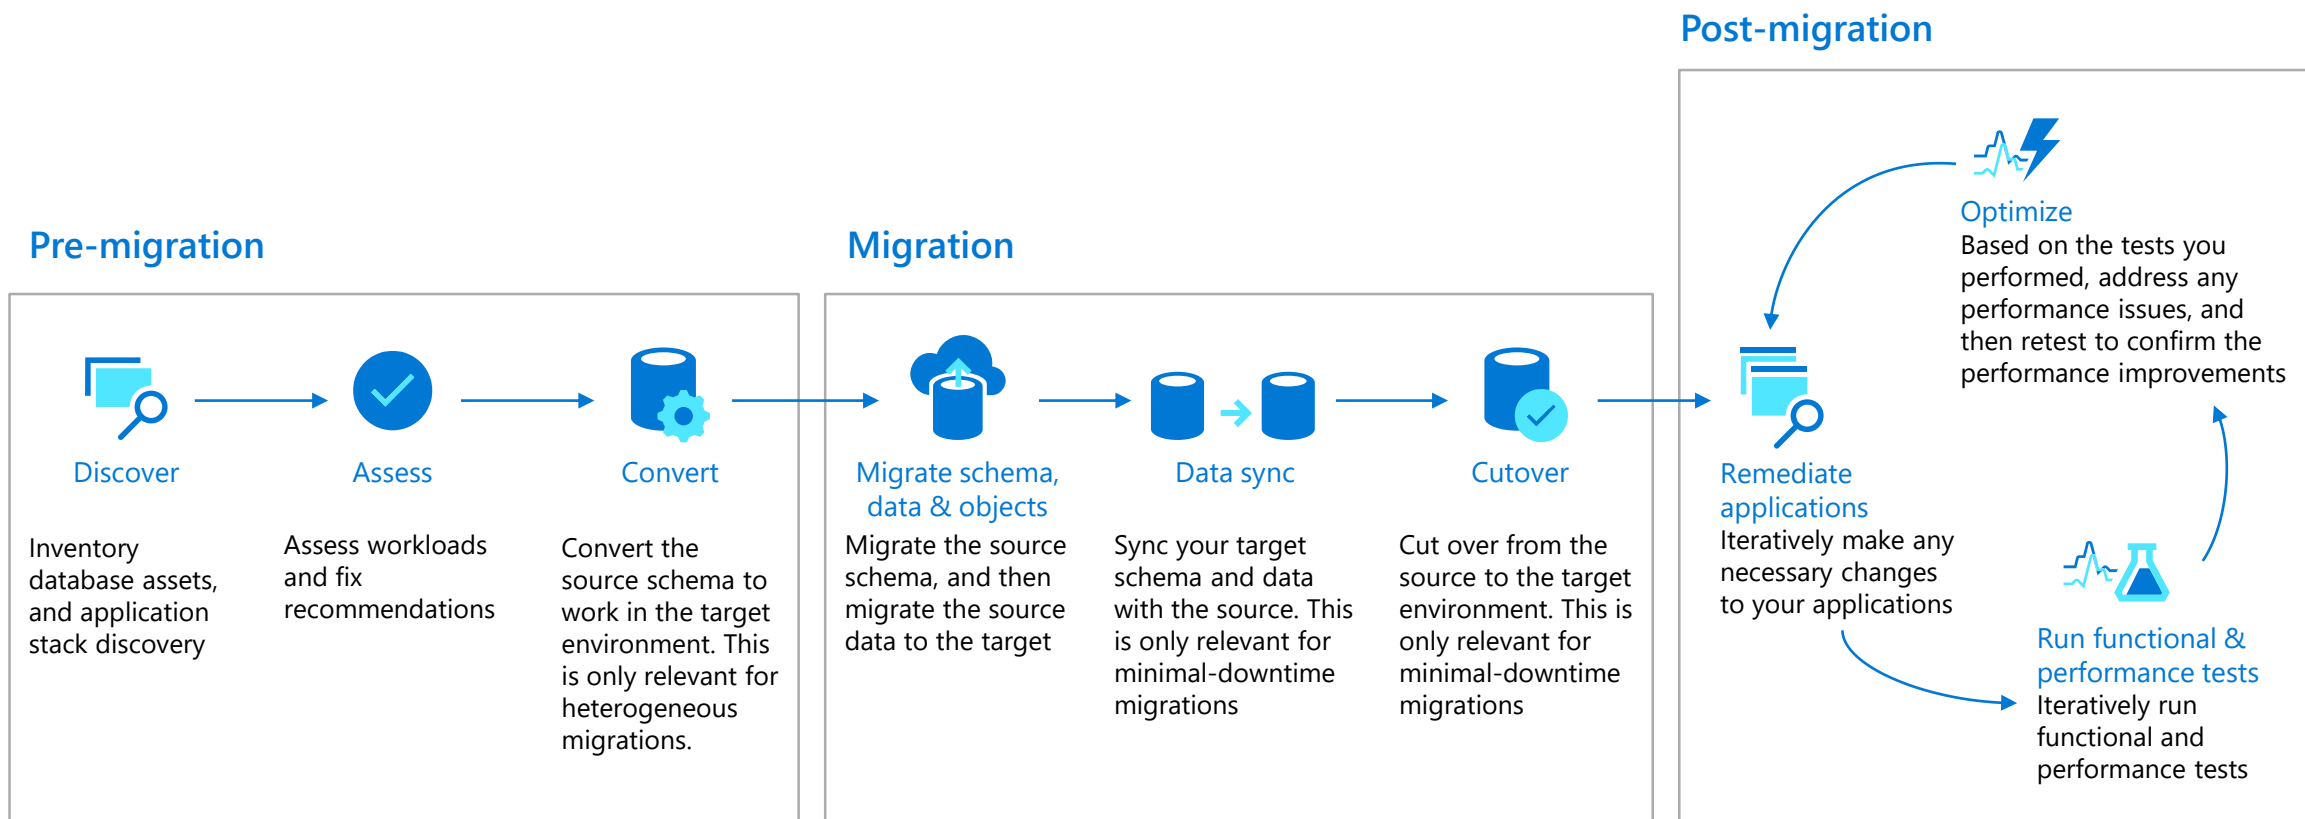 Pre-migration
Discover
Inventory
database assets,
and application
stack discovery
Assess
Assess workloads
and fix
recommendations
Convert
Convert the
source schema to
work in the target
environment. This
is only relevant for
heterogeneous
migrations.
Migration
Migrate schema,
data & objects
Migrate the source
schema, and then
migrate the source
data to the target
Data sync
Sync your target
schema and data
with the source. This
is only relevant for
minimal-downtime
migrations
Cutover
Cut over from the
source to the target
environment. This is
only relevant for
minimal-downtime
migrations
Post-migration
Remediate
applications
Iteratively make any
necessary changes
to your applications
Run functional &
performance tests
Iteratively run
functional and
performance tests
Optimize
Based on the tests you
performed, address any
performance issues, and
then retest to confirm the
performance improvements